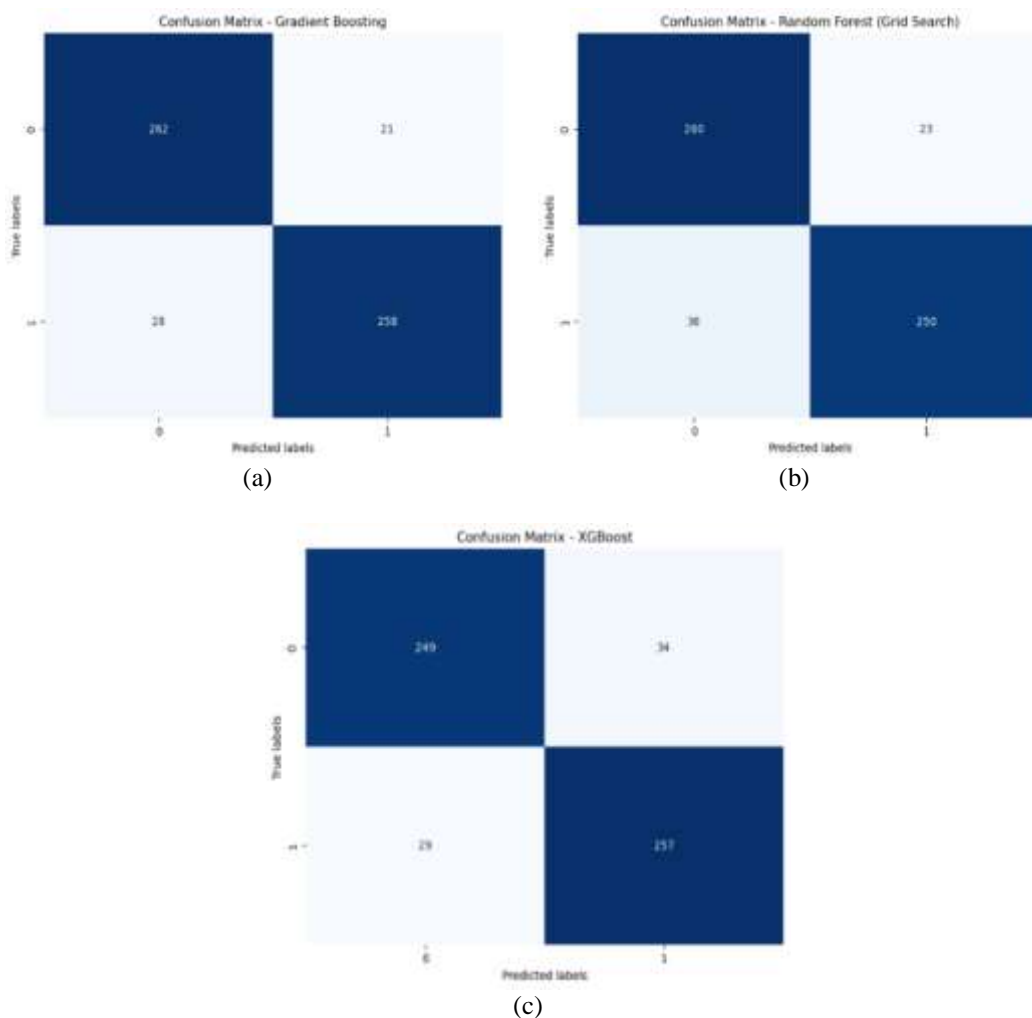 Confusion Matrix - Gradient Boosting
262
21
28
258
0
1
0
1
True labels
Predicted labels
(a)
Confusion Matrix - Random Forest (Grid Search)
260
23
36
250
0
1
0
1
True labels
Predicted labels
(b)
Confusion Matrix - XGBoost
249
34
29
257
0
1
0
1
True labels
Predicted labels
(c)